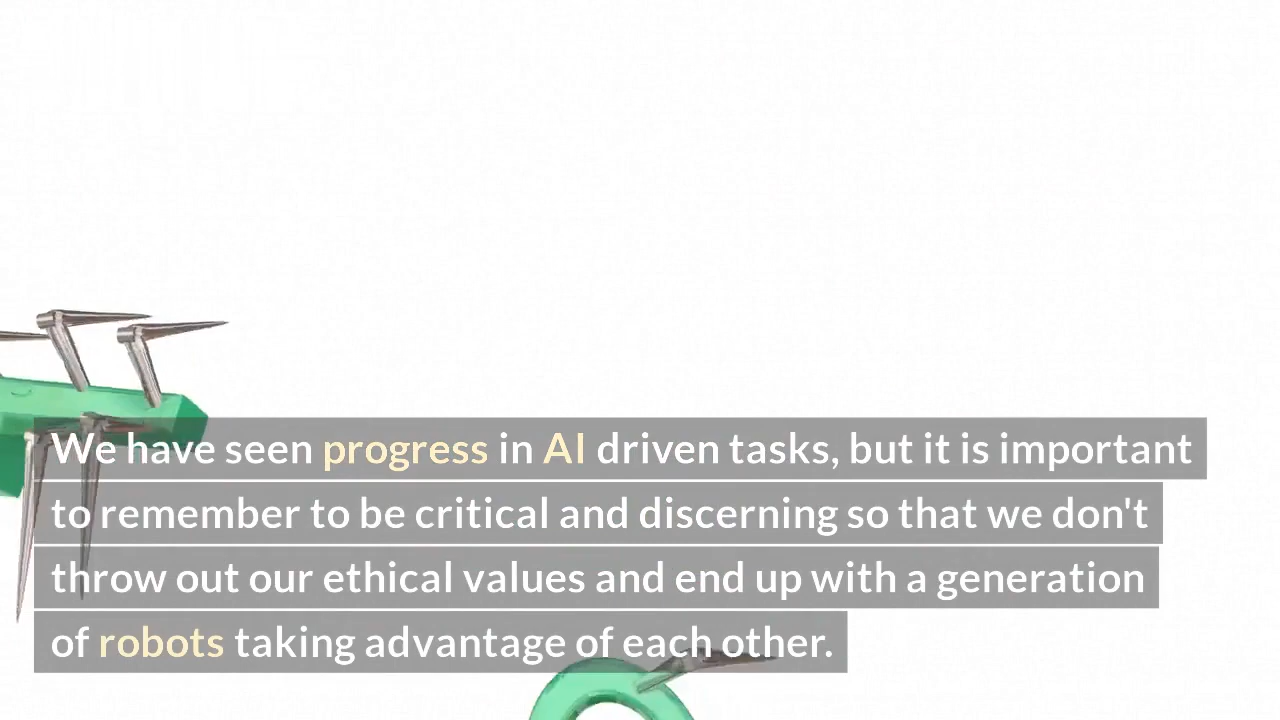 We have seen progress in AI driven tasks, but it is important
to remember to be critical and discerning so that we don't
throw out our ethical values and end up with a generation
of robots taking advantage of each other.